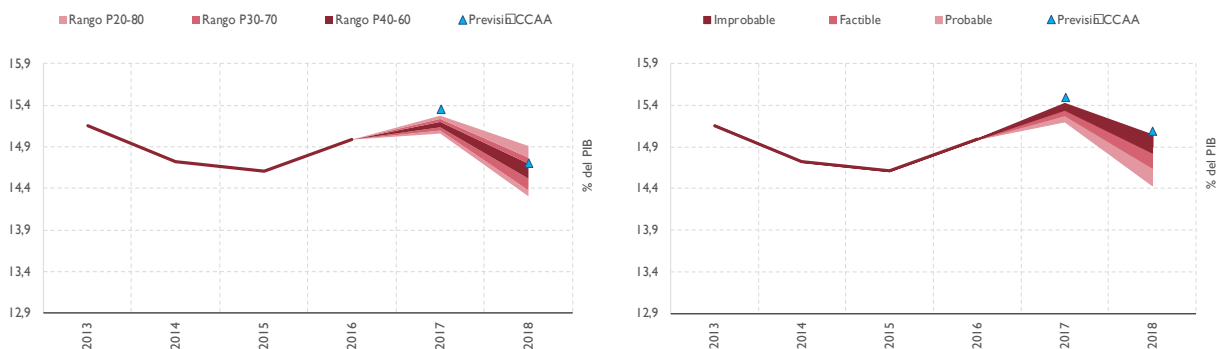 Rango P20-80 Rango P30-70 Rango P40-60 Previsi□CCAA
15,9
15,4
14,9
14,4
13,9
13,4
12,9
% del PIB
2013 2014 2015 2016 2017 2018
Improbable Factible Probable Previsi□CCAA
15,9
15,4
14,9
14,4
13,9
13,4
12,9
% del PIB
2013 2014 2015 2016 2017 2018